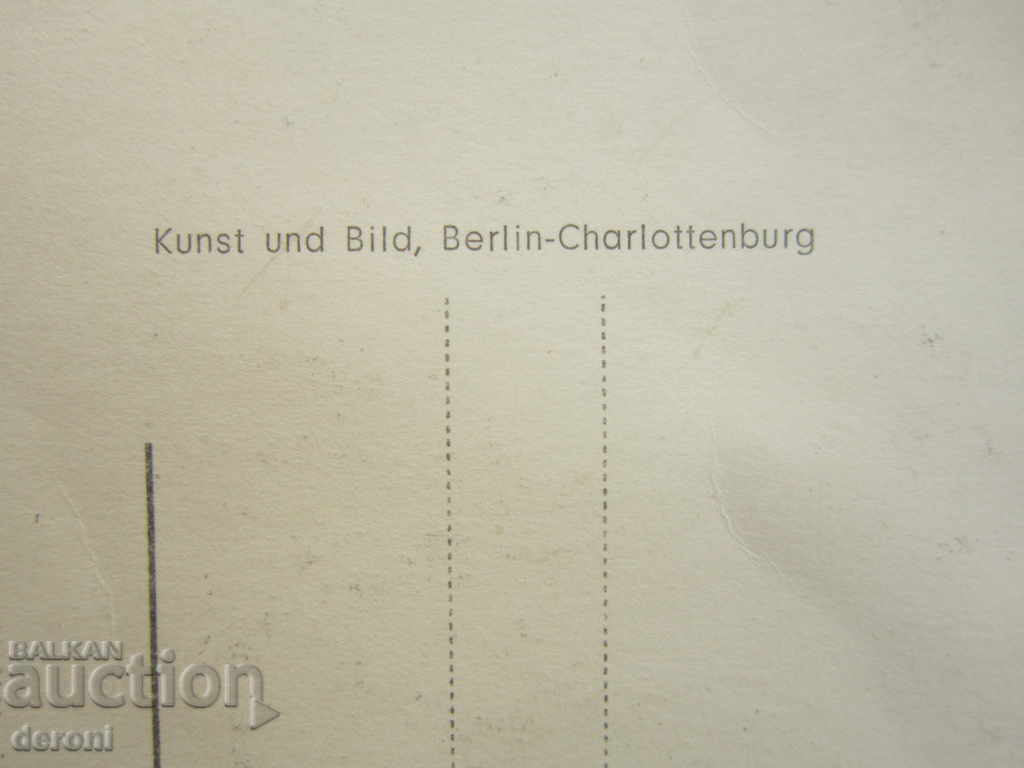 Kunst und Bild, Berlin-Charlottenburg
BALKAN
auction
deroni